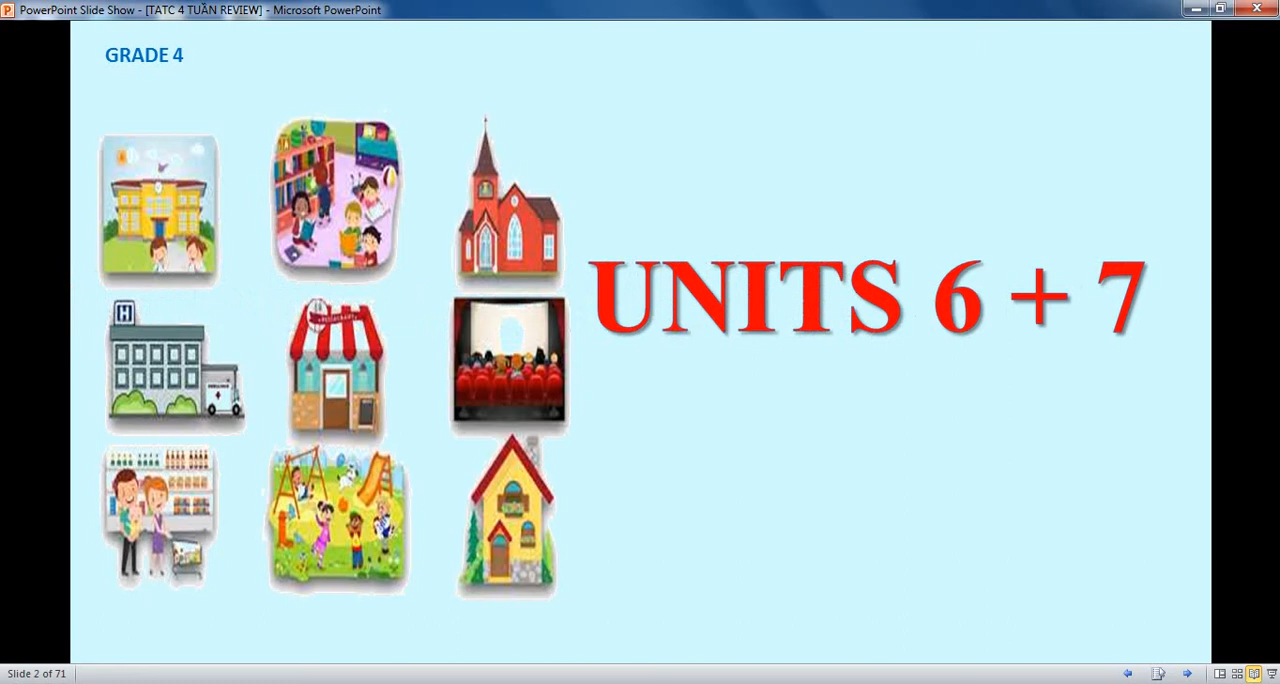 PowerPoint Slide Show - [TATC 4 TUẦN REVIEW] - Microsoft PowerPoint
GRADE 4
UNITS 6 + 7
H
Slide 2 of 71